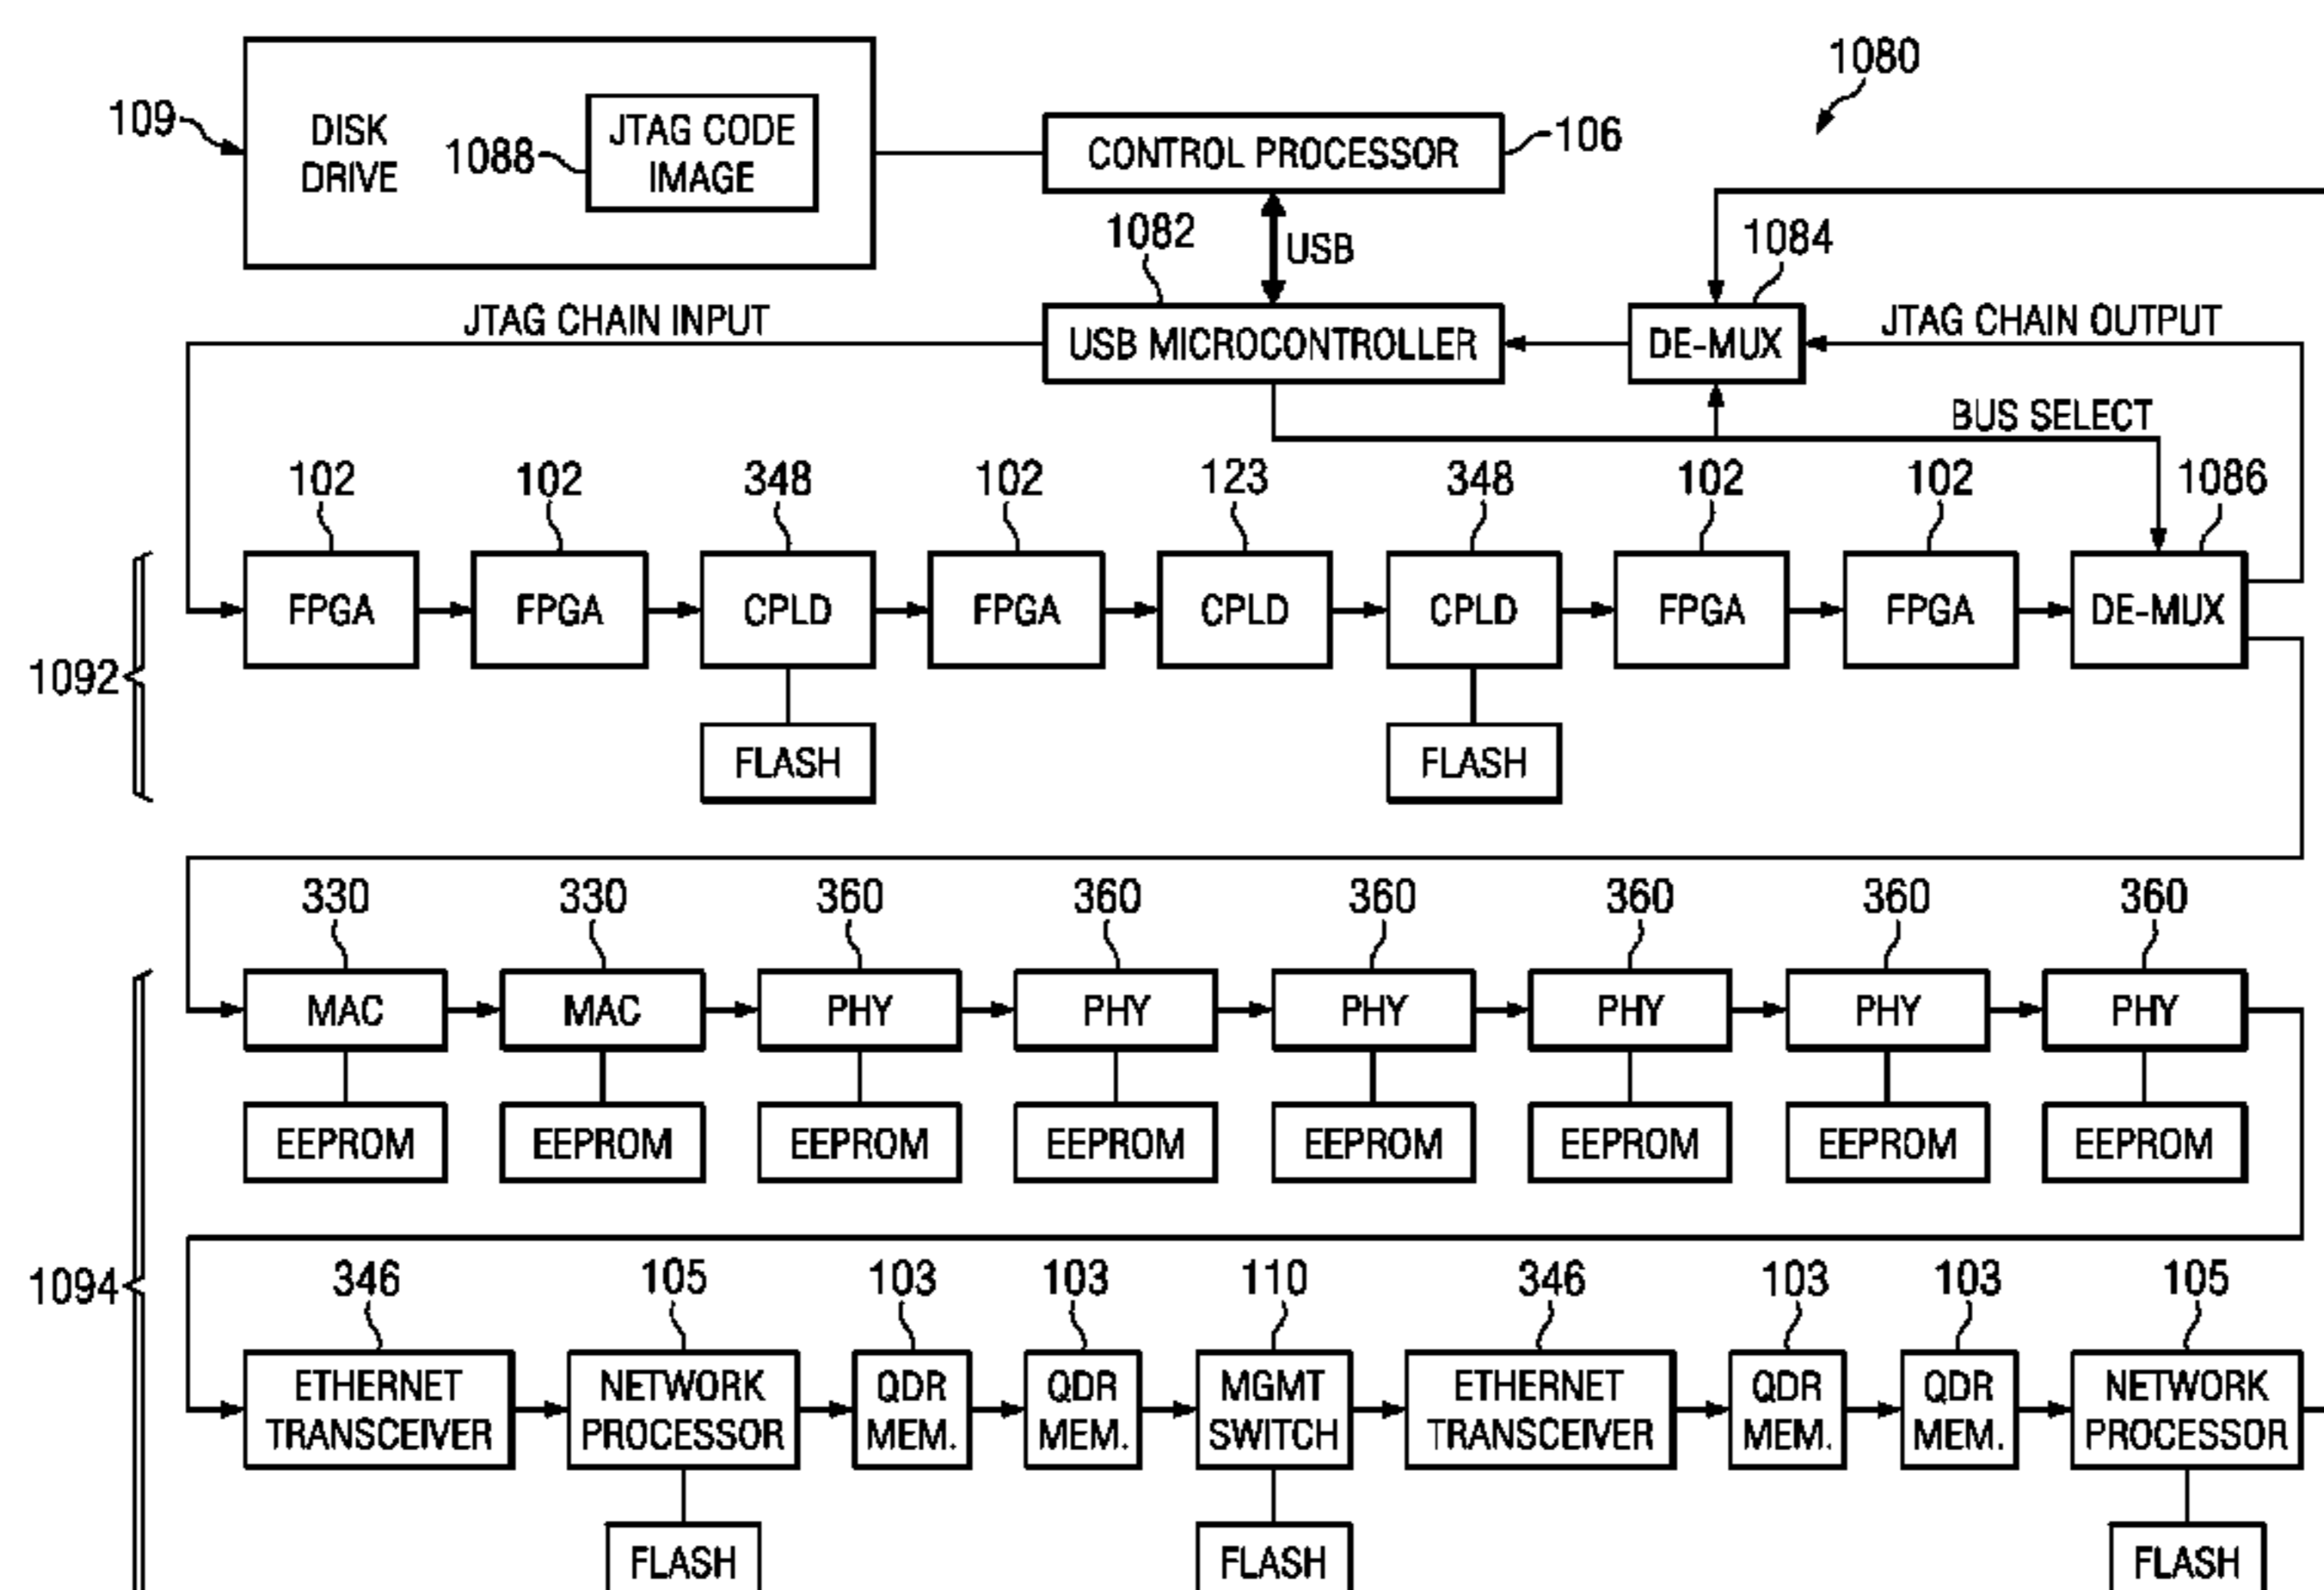 1080
109
DISK
DRIVE
1088
JTAG CODE
IMAGE
CONTROL PROCESSOR
106
1082
USB
1084
JTAG CHAIN INPUT
USB MICROCONTROLLER
DE-MUX
JTAG CHAIN OUTPUT
BUS SELECT
102 102 348 102 123 348 102 102 1086
FPGA FPGA CPLD FPGA CPLD CPLD FPGA FPGA DE-MUX
1092
FLASH FLASH
330 330 360 360 360 360 360 360
MAC MAC PHY PHY PHY PHY PHY PHY
EEPROM EEPROM EEPROM EEPROM EEPROM EEPROM EEPROM EEPROM
1094
346 105 103 103 110 346 103 103 105
ETHERNET NETWORK QDR QDR MGMT ETHERNET QDR QDR NETWORK
TRANSCEIVER PROCESSOR MEM. MEM. SWITCH TRANSCEIVER MEM. MEM. PROCESSOR
FLASH FLASH FLASH